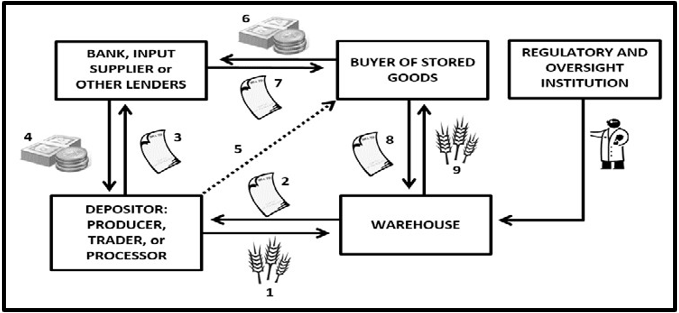 6
BANK, INPUT
SUPPLIER or
OTHER LENDERS
BUYER OF STORED
GOODS
REGULATORY AND
OVERSIGHT
INSTITUTION
7
4
3
5
8
9
2
DEPOSITOR:
PRODUCER,
TRADER, or
PROCESSOR
WAREHOUSE
1